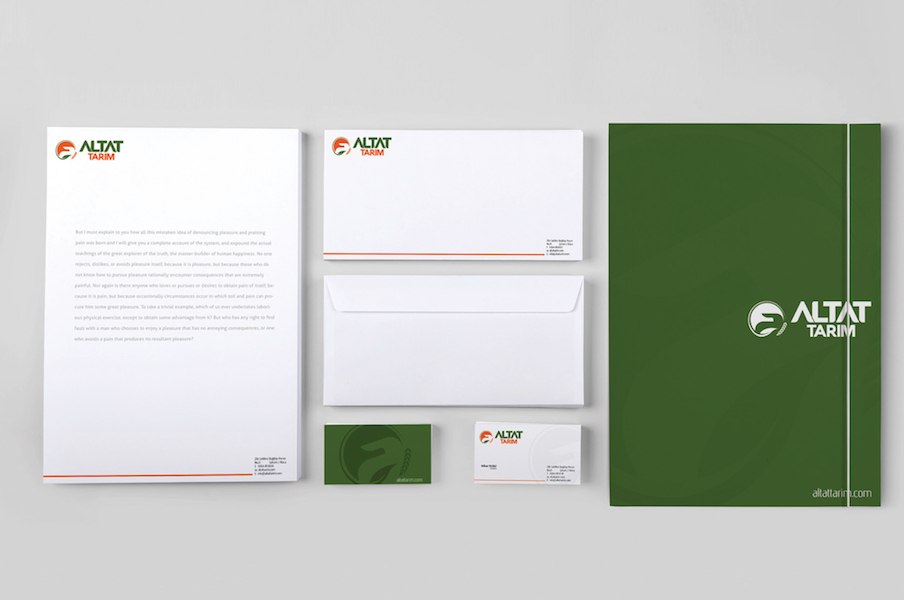 ALTAT
TARIM
But I must explain to you how all this mistaken idea of denouncing pleasure and praising
pain was born and I will give you a complete account of the system, and expound the actual
teachings of the great explorer of the truth, the master-builder of human happiness. No one
rejects, dislikes, or avoids pleasure itself, because it is pleasure, but because those who do
not know how to pursue pleasure rationally encounter consequences that are extremely
painful. Nor again is there anyone who loves or pursues or desires to obtain pain of itself, be-
cause it is pain, but because occasionally circumstances occur in which toil and pain can pro-
cure him some great pleasure. To take a trivial example, which of us ever undertakes labori-
ous physical exercise, except to obtain some advantage from it? But who has any right to find
fault with a man who chooses to enjoy a pleasure that has no annoying consequences, or one
who avoids a pain that produces no resultant pleasure?
ALTAT
TARIM
altattarim.com
ALTAT
TARIM
ALTAT
TARIM
altattarim.com